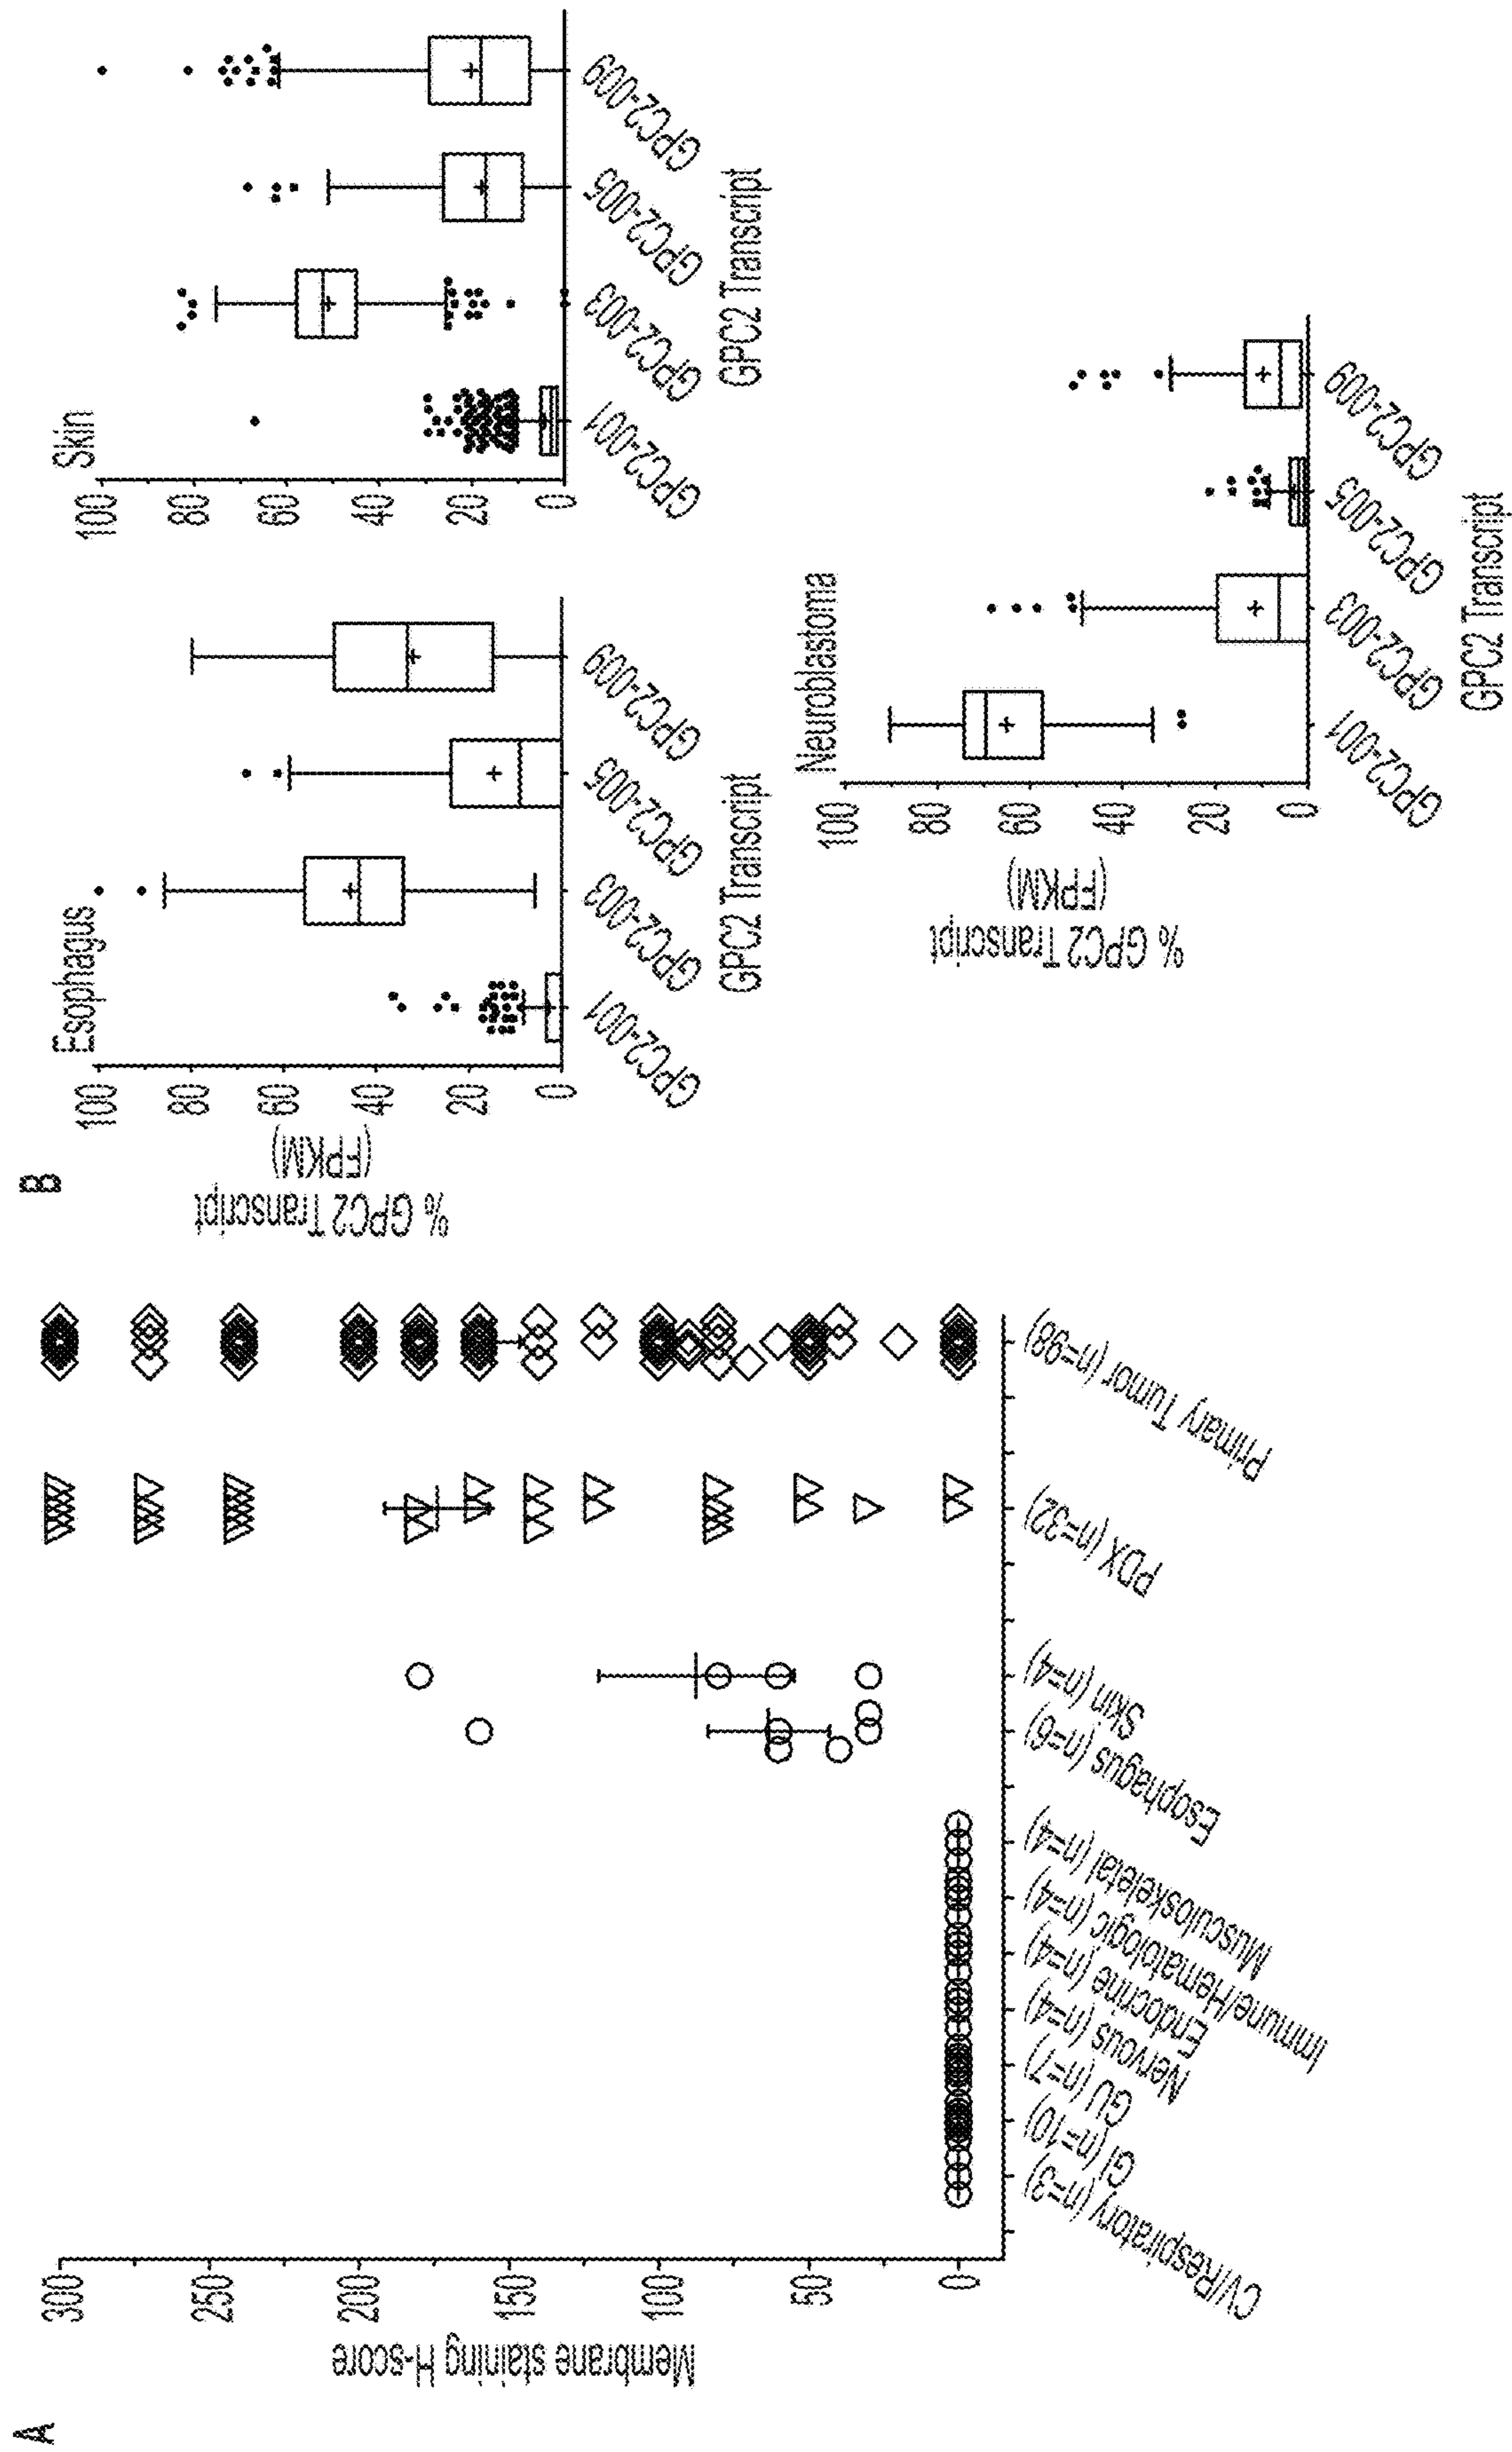 A
Membrane staining H-score
300
250
200
150
100
50
0
CV/Respiratory (n=3)
GI (n=10)
GU (n=7)
Nervous (n=4)
Endocrine (n=4)
Immune/Hematologic (n=4)
Musculoskeletal (n=4)
Esophagus (n=6)
Skin (n=4)
PDX (n=32)
Primary Tumor (n=98)
B
Esophagus
% GPC2 Transcript
(FPKM)
100
80
60
40
20
0
GPC2-001
GPC2-003
GPC2-005
GPC2-009
GPC2 Transcript
Skin
100
80
60
40
20
0
GPC2-001
GPC2-003
GPC2-005
GPC2-009
GPC2 Transcript
Neuroblastoma
% GPC2 Transcript
(FPKM)
100
80
60
40
20
0
GPC2-001
GPC2-003
GPC2-005
GPC2-009
GPC2 Transcript